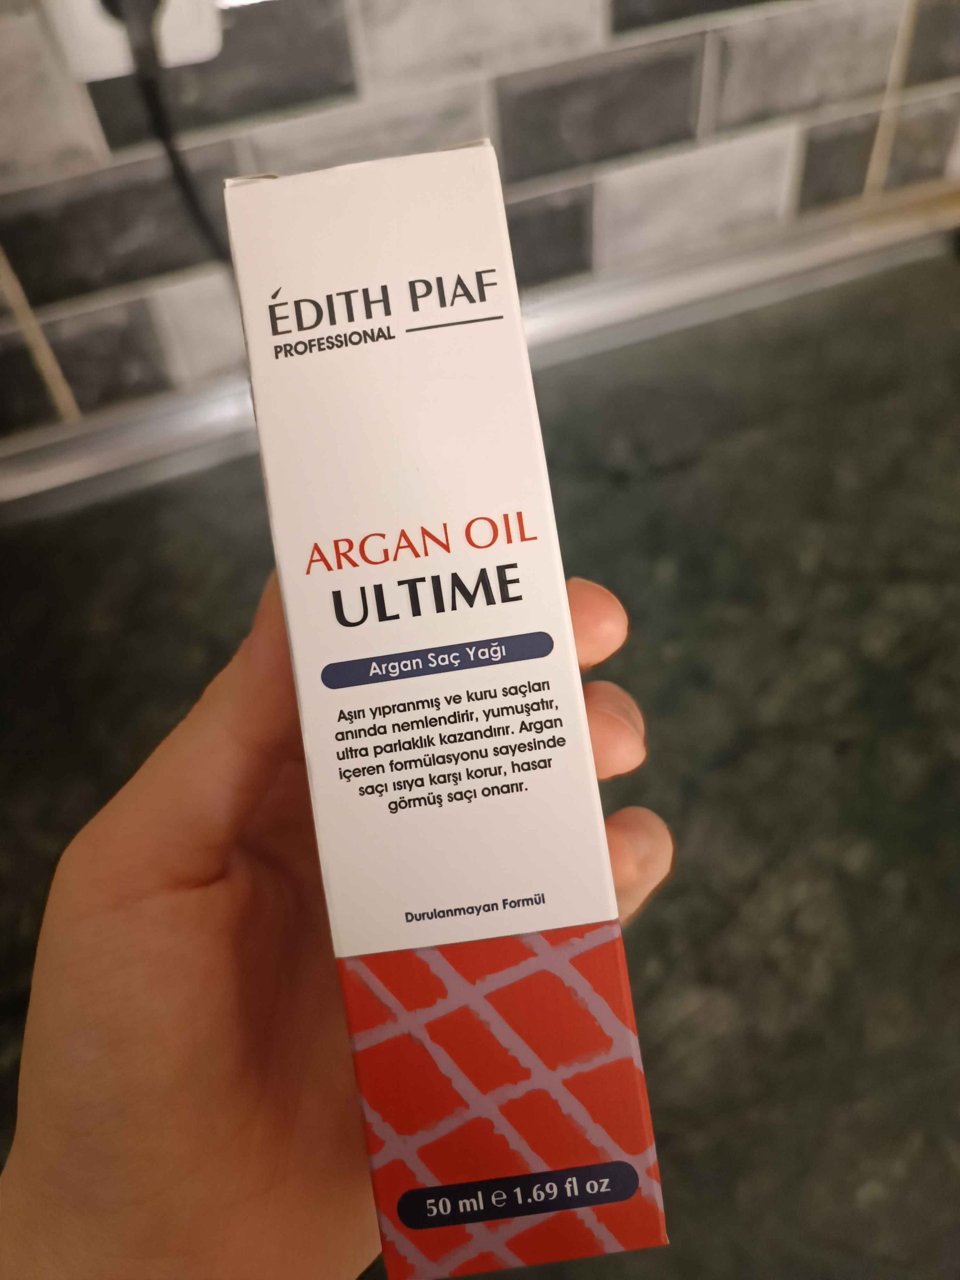 ÉDITH PIAF
PROFESSIONAL
ARGAN OIL
ULTIME
Argan Saç Yağı
Aşırı yıpranmış ve kuru saçları
anında nemlendirir, yumuşatır,
ultra parlaklık kazandırır. Argan
içeren formülasyonu sayesinde
saçı ısıya karşı korur, hasar
görmüş saçı onarır.
Durulanmayan Formül
50 ml e 1.69 fl oz